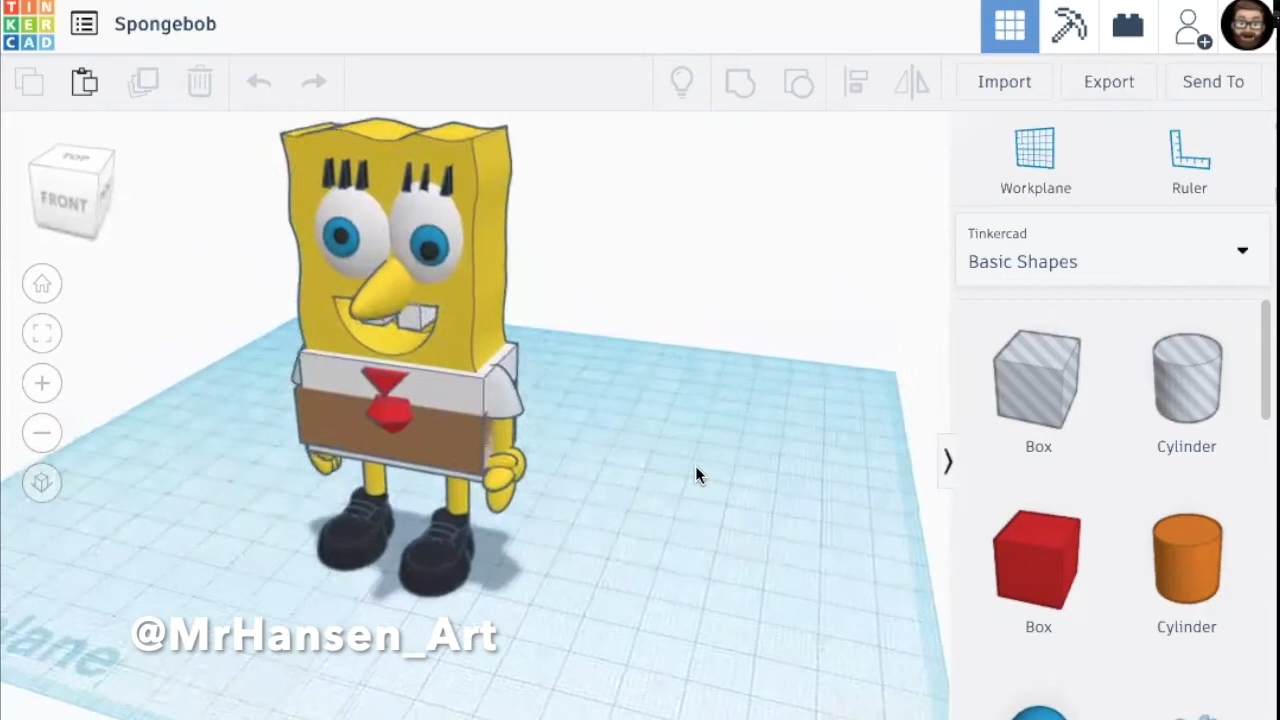 TIN
KER
CAD
Spongebob
Import
Export
Send To
TOP
FRONT
Workplane
Ruler
Tinkercad
Basic Shapes
Box
Cylinder
Box
Cylinder
@MrHansen_Art